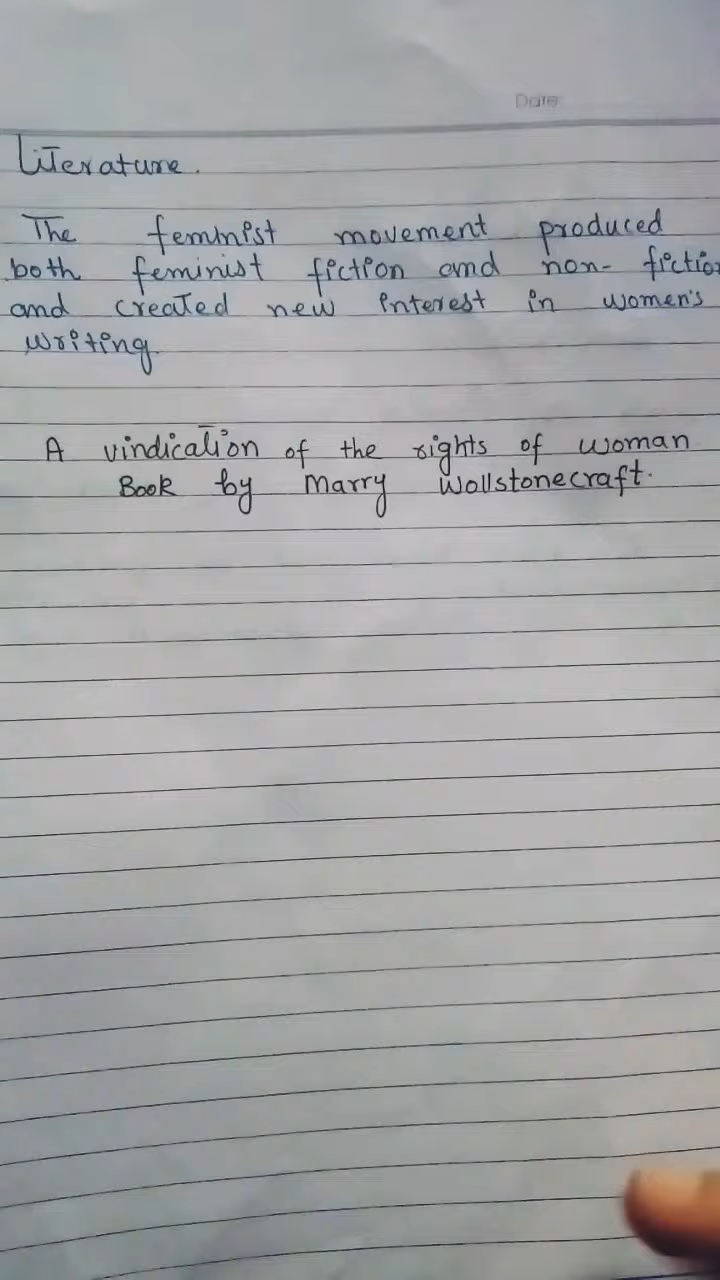 Date
Literature.
The feminist movement produced
both feminist fiction and non- fiction
and created new interest in women's
writing.
A vindication of the rights of woman
Book by Marry Wollstonecraft.